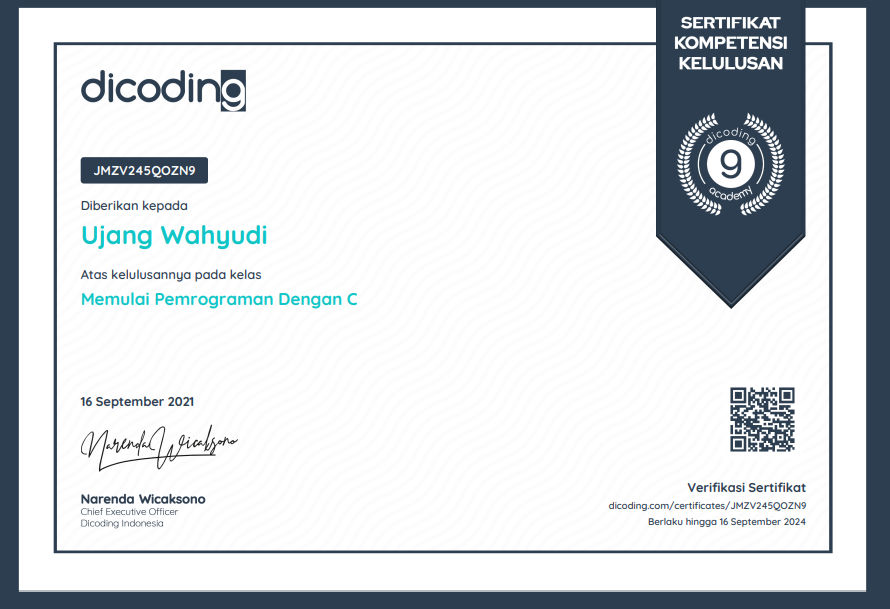 SERTIFIKAT
KOMPETENSI
KELULUSAN
dicoding
dicoding
9
academy
JMZV245QOZN9
Diberikan kepada
Ujang Wahyudi
Atas kelulusannya pada kelas
Memulai Pemrograman Dengan C
16 September 2021
Narenda Wicaksono
Narenda Wicaksono
Chief Executive Officer
Dicoding Indonesia
Verifikasi Sertifikat
dicoding.com/certificates/JMZV245QOZN9
Berlaku hingga 16 September 2024